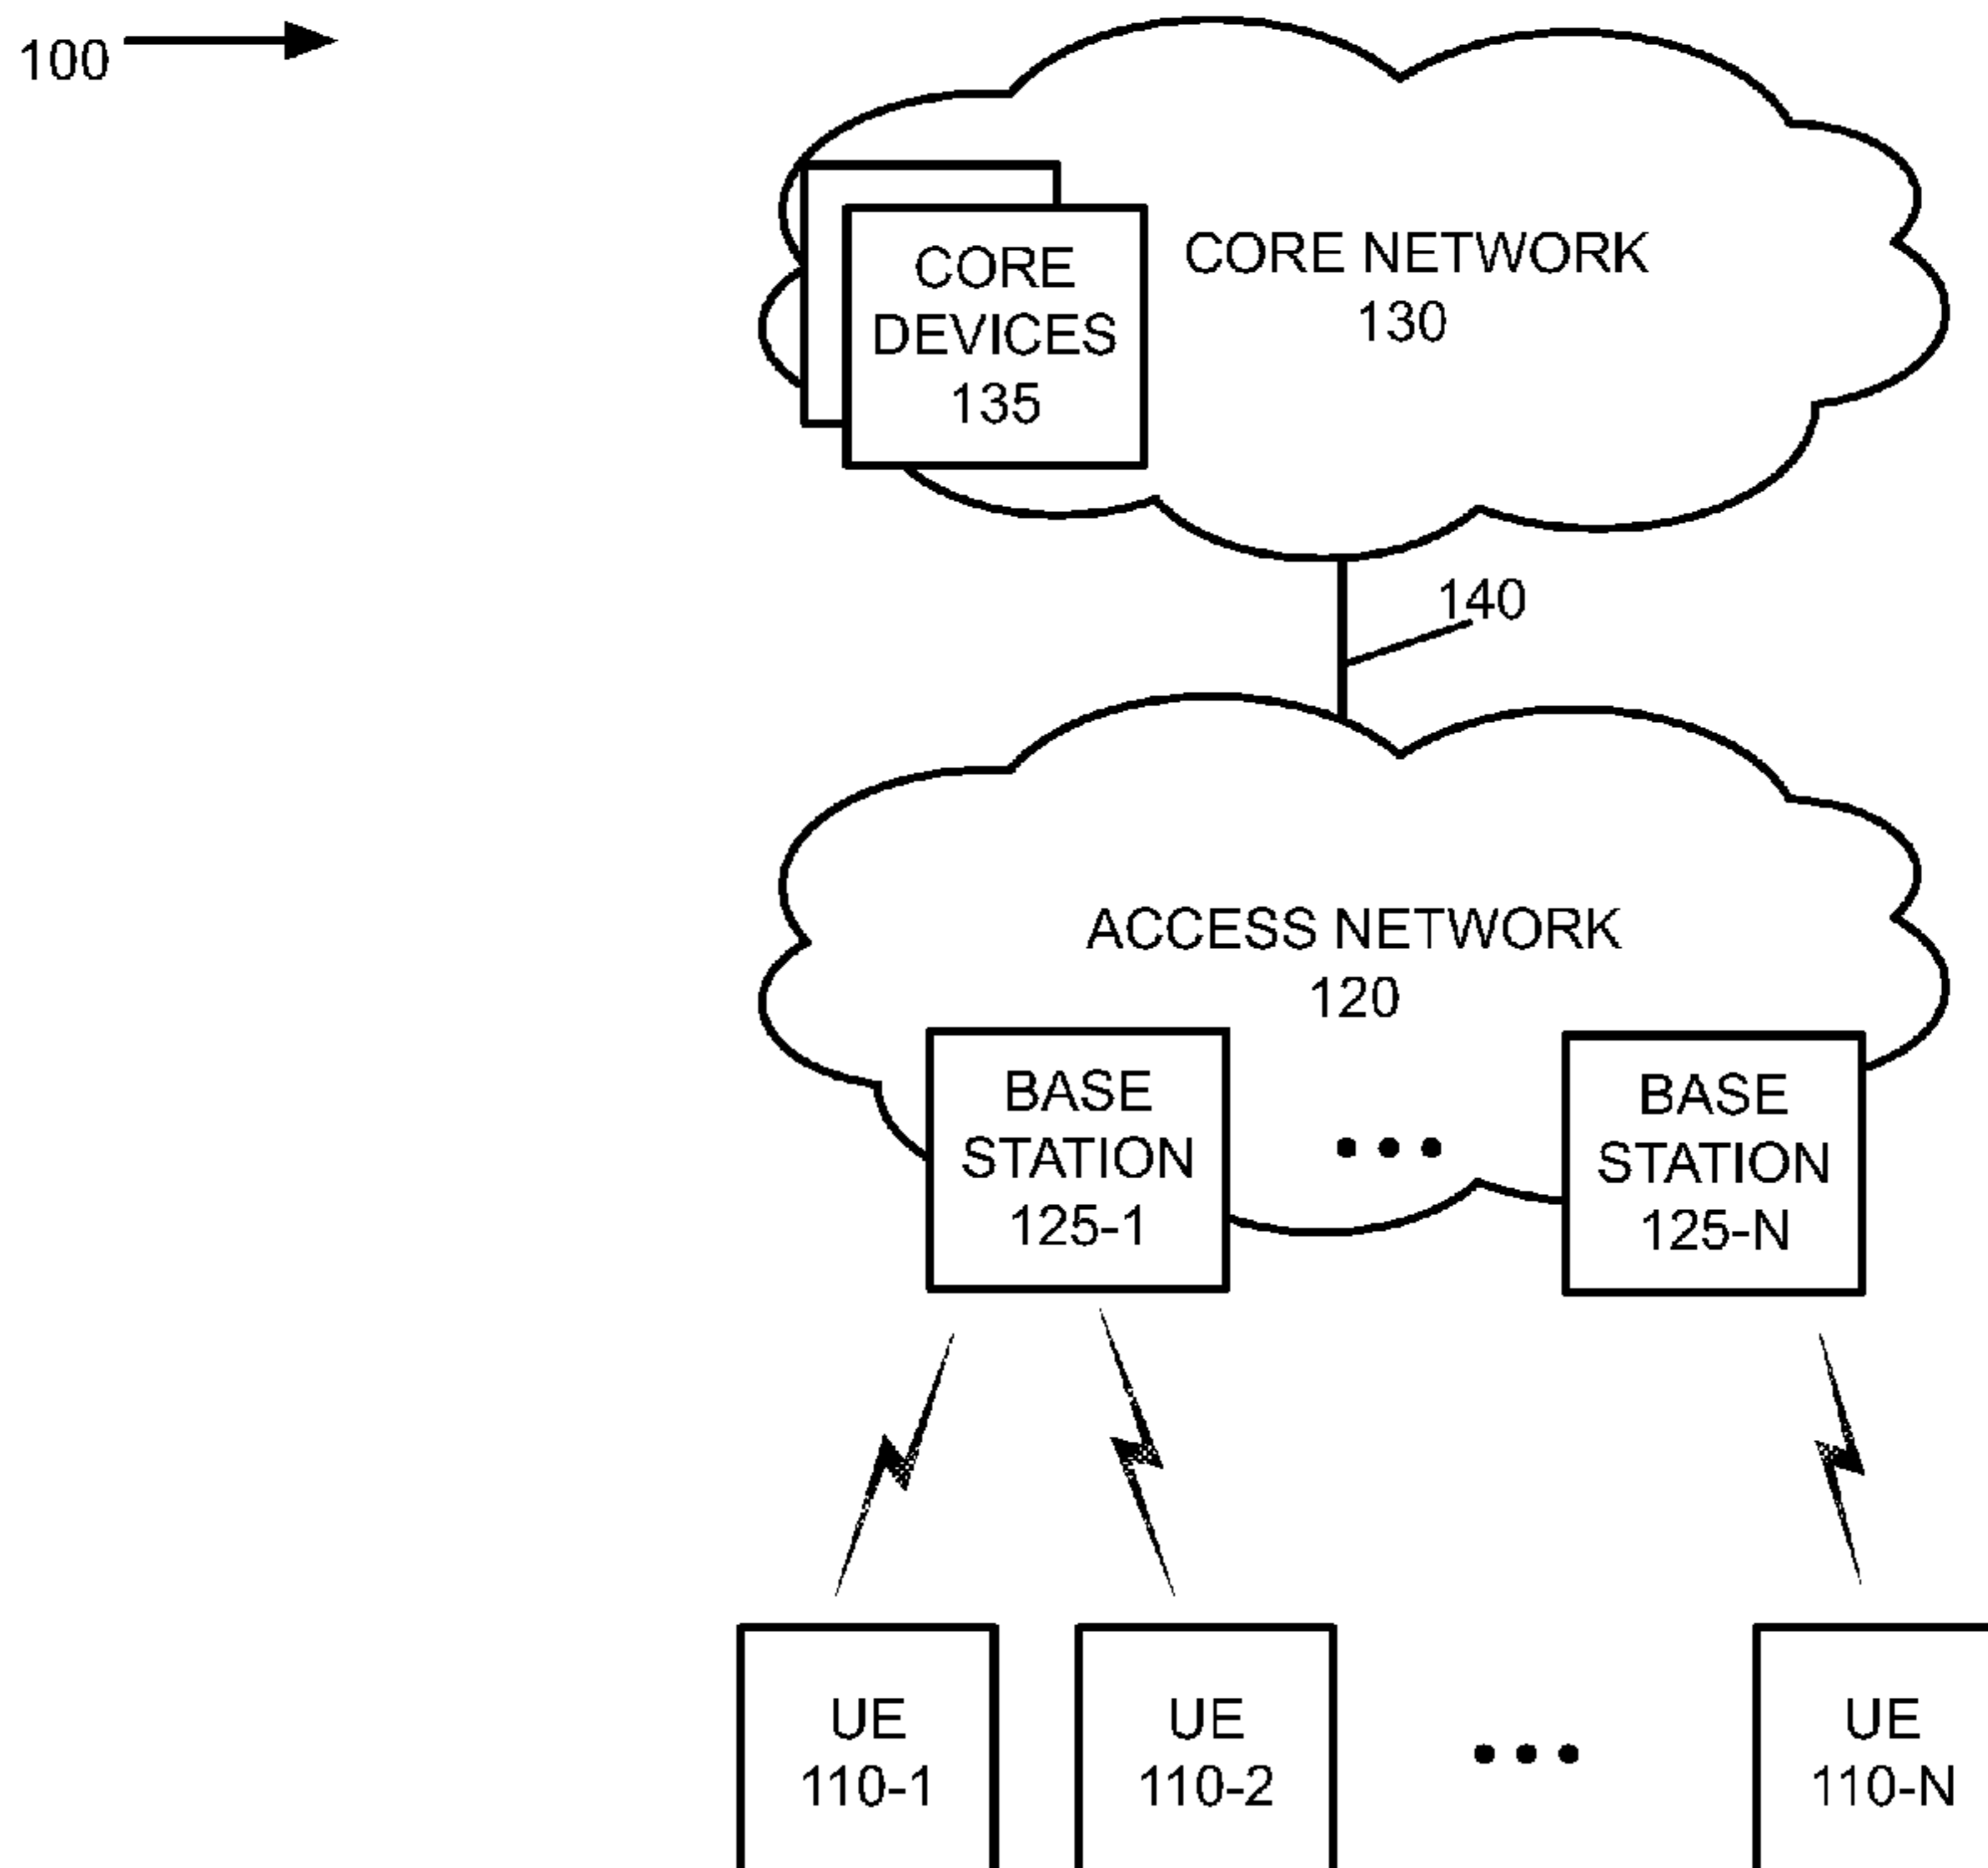 100
CORE
DEVICES
135
CORE NETWORK
130
140
ACCESS NETWORK
120
BASE
STATION
125-1
BASE
STATION
125-N
UE
110-1
UE
110-2
UE
110-N